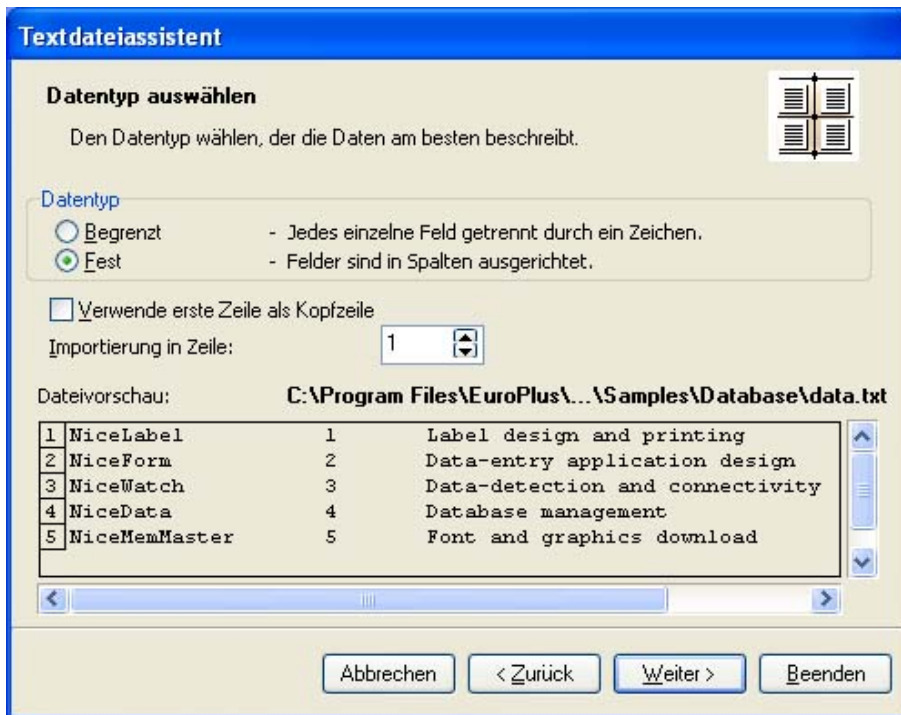 Textdateiassistent
Datentyp auswählen
Den Datentyp wählen, der die Daten am besten beschreibt.
Datentyp
Begrenzt - Jedes einzelne Feld getrennt durch ein Zeichen.
Fest - Felder sind in Spalten ausgerichtet.
Verwende erste Zeile als Kopfzeile
Importierung in Zeile: 1
Dateivorschau: C:\Program Files\EuroPlus\...\Samples\Database\data.txt
1 NiceLabel 1 Label design and printing
2 NiceForm 2 Data-entry application design
3 NiceWatch 3 Data-detection and connectivity
4 NiceData 4 Database management
5 NiceMemMaster 5 Font and graphics download
Abbrechen < Zurück Weiter > Beenden